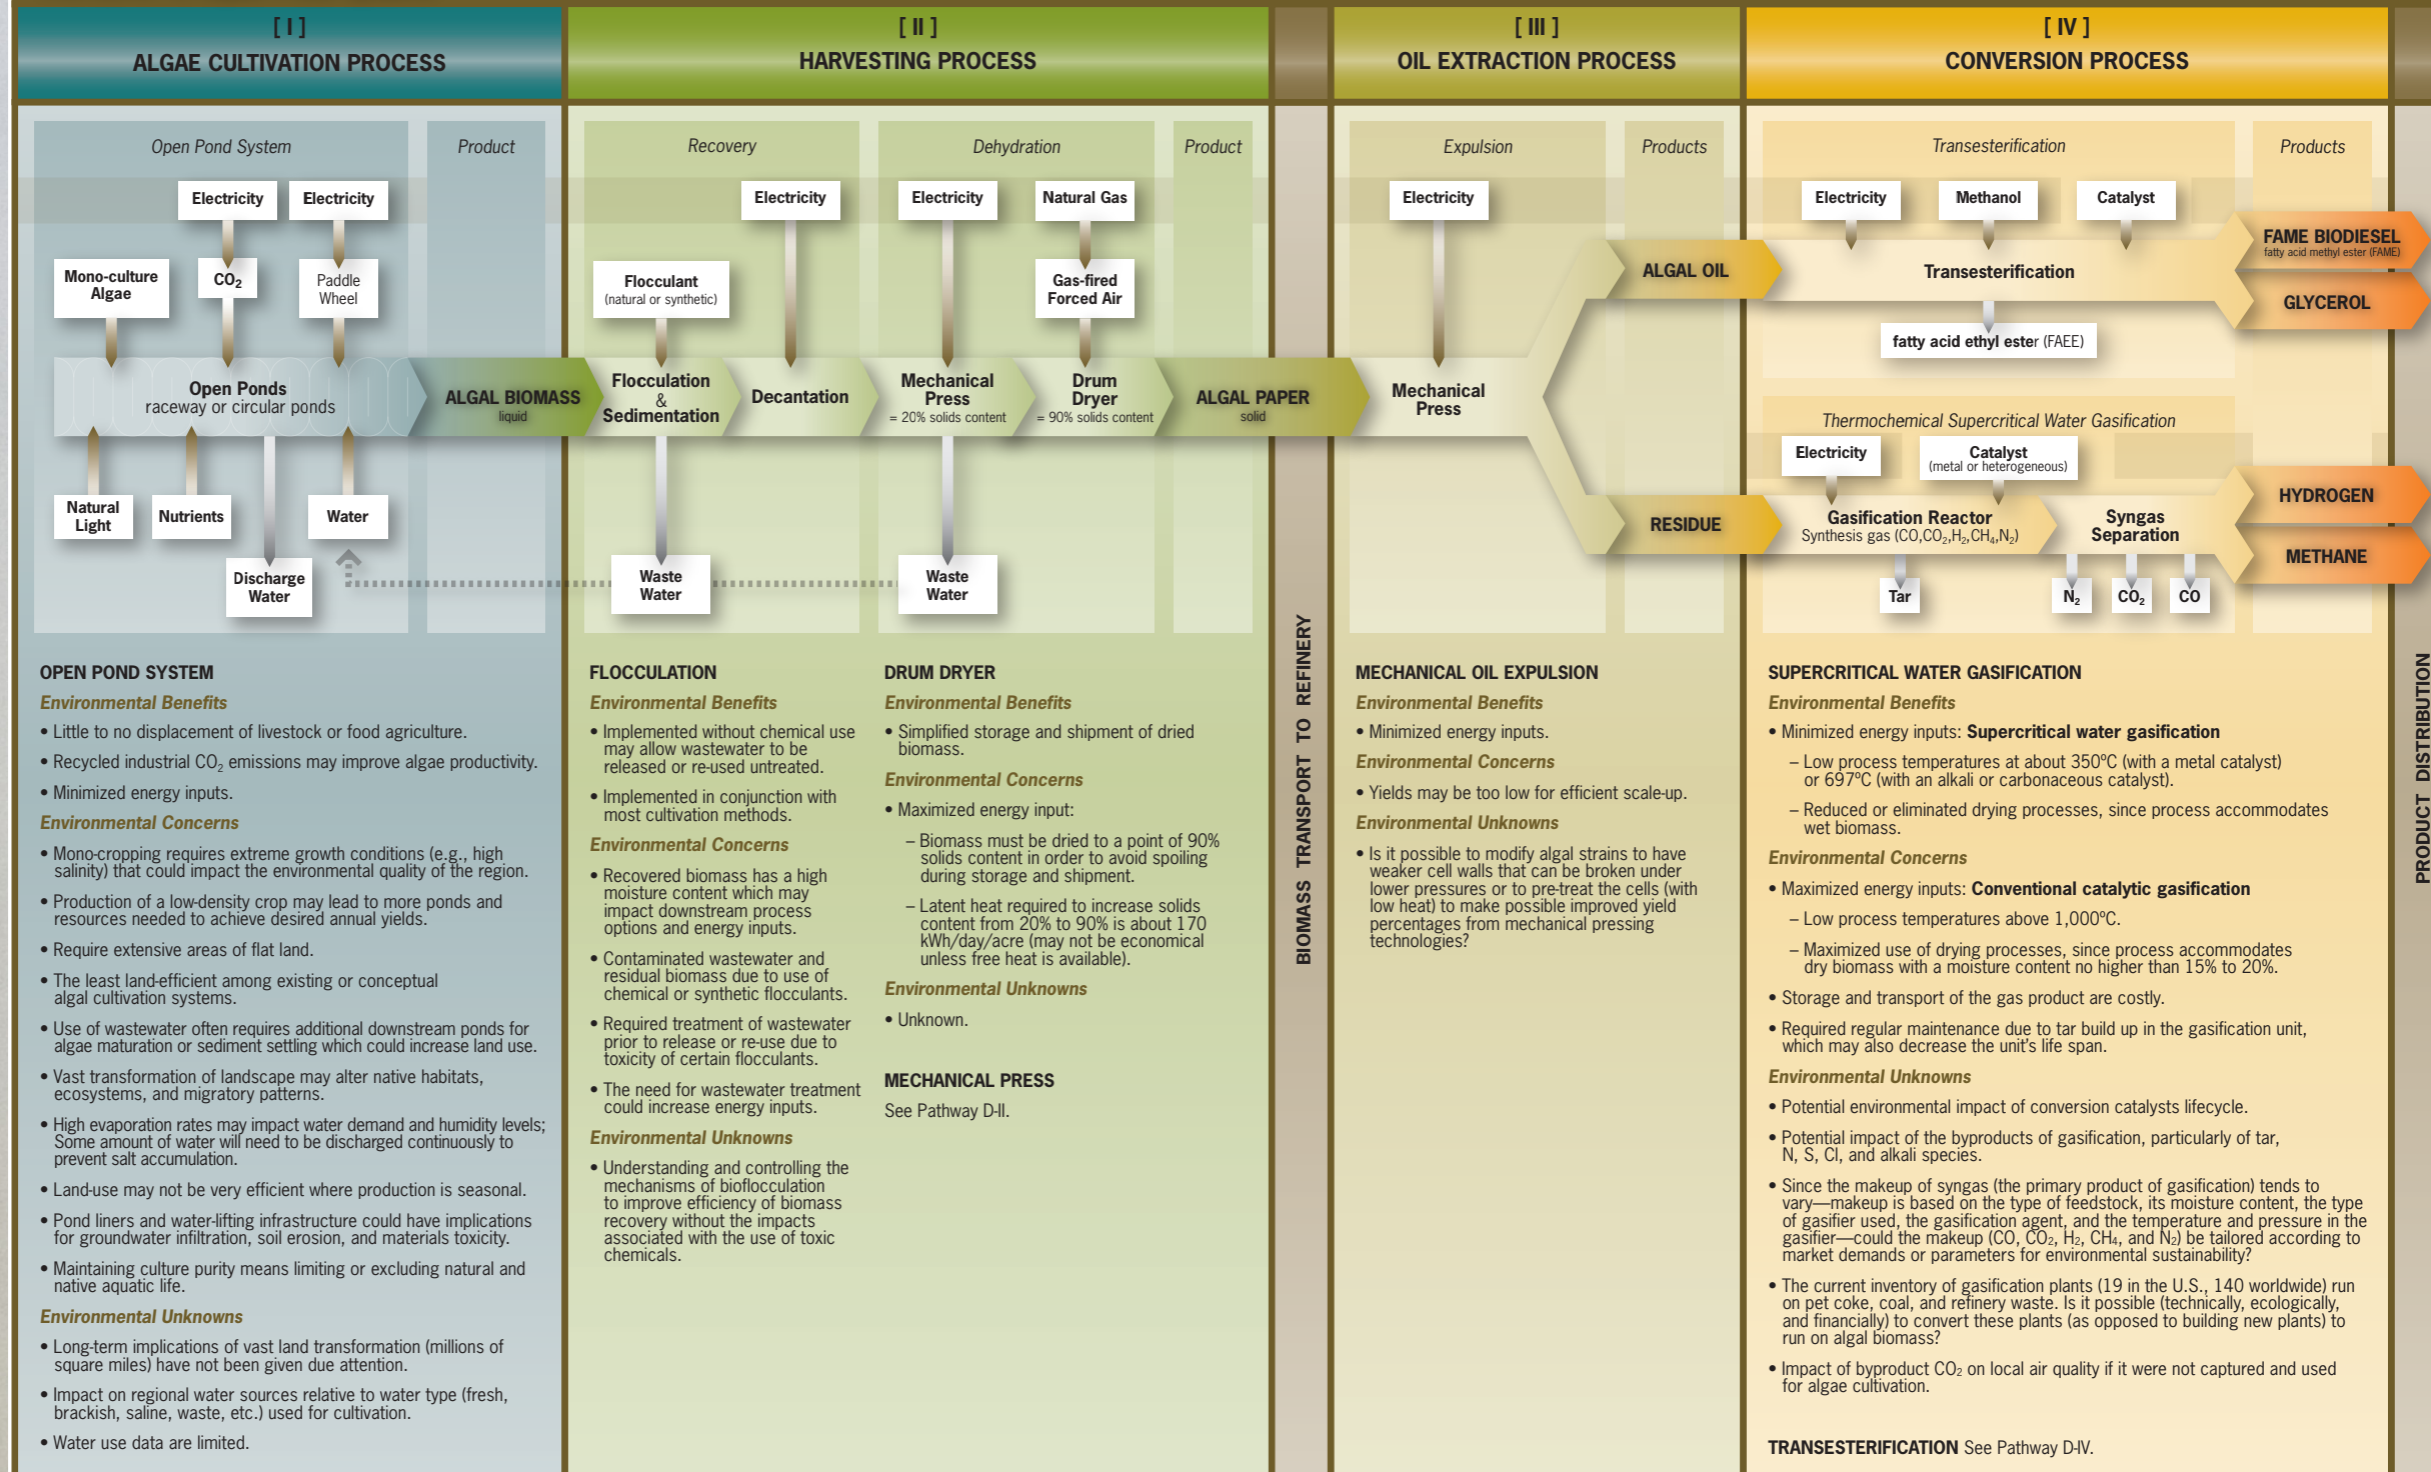 [ I ]
ALGAE CULTIVATION PROCESS
[ II ]
HARVESTING PROCESS
[ III ]
OIL EXTRACTION PROCESS
[ IV ]
CONVERSION PROCESS
Open Pond System
Product
Electricity
Electricity
Mono-culture
Algae
CO₂
Paddle
Wheel
Open Ponds
raceway or circular ponds
ALGAL BIOMASS
liquid
Natural
Light
Nutrients
Water
Discharge
Water
Recovery
Dehydration
Product
Electricity
Electricity
Natural Gas
Flocculant
(natural or synthetic)
Gas-fired
Forced Air
Flocculation
&
Sedimentation
Decantation
Mechanical
Press
= 20% solids content
Drum
Dryer
= 90% solids content
ALGAL PAPER
solid
Waste
Water
Waste
Water
BIOMASS TRANSPORT TO REFINERY
Expulsion
Products
Electricity
Mechanical
Press
ALGAL OIL
RESIDUE
Transesterification
Products
Electricity
Methanol
Catalyst
Transesterification
fatty acid ethyl ester (FAEE)
FAME BIODIESEL
fatty acid methyl ester (FAME)
GLYCEROL
Thermochemical Supercritical Water Gasification
Electricity
Catalyst
(metal or heterogeneous)
Gasification Reactor
Synthesis gas (CO,CO₂,H₂,CH₄,N₂)
Syngas
Separation
HYDROGEN
METHANE
Tar
N₂
CO₂
CO
PRODUCT DISTRIBUTION
OPEN POND SYSTEM
Environmental Benefits
• Little to no displacement of livestock or food agriculture.
• Recycled industrial CO₂ emissions may improve algae productivity.
• Minimized energy inputs.
Environmental Concerns
• Mono-cropping requires extreme growth conditions (e.g., high
salinity) that could impact the environmental quality of the region.
• Production of a low-density crop may lead to more ponds and
resources needed to achieve desired annual yields.
• Require extensive areas of flat land.
• The least land-efficient among existing or conceptual
algal cultivation systems.
• Use of wastewater often requires additional downstream ponds for
algae maturation or sediment settling which could increase land use.
• Vast transformation of landscape may alter native habitats,
ecosystems, and migratory patterns.
• High evaporation rates may impact water demand and humidity levels;
Some amount of water will need to be discharged continuously to
prevent salt accumulation.
• Land-use may not be very efficient where production is seasonal.
• Pond liners and water-lifting infrastructure could have implications
for groundwater infiltration, soil erosion, and materials toxicity.
• Maintaining culture purity means limiting or excluding natural and
native aquatic life.
Environmental Unknowns
• Long-term implications of vast land transformation (millions of
square miles) have not been given due attention.
• Impact on regional water sources relative to water type (fresh,
brackish, saline, waste, etc.) used for cultivation.
• Water use data are limited.
FLOCCULATION
Environmental Benefits
• Implemented without chemical use
may allow wastewater to be
released or re-used untreated.
• Implemented in conjunction with
most cultivation methods.
Environmental Concerns
• Recovered biomass has a high
moisture content which may
impact downstream process
options and energy inputs.
• Contaminated wastewater and
residual biomass due to use of
chemical or synthetic flocculants.
• Required treatment of wastewater
prior to release or re-use due to
toxicity of certain flocculants.
• The need for wastewater treatment
could increase energy inputs.
Environmental Unknowns
• Understanding and controlling the
mechanisms of bioflocculation
to improve efficiency of biomass
recovery without the impacts
associated with the use of toxic
chemicals.
DRUM DRYER
Environmental Benefits
• Simplified storage and shipment of dried
biomass.
Environmental Concerns
• Maximized energy input:
– Biomass must be dried to a point of 90%
solids content in order to avoid spoiling
during storage and shipment.
– Latent heat required to increase solids
content from 20% to 90% is about 170
kWh/day/acre (may not be economical
unless free heat is available).
Environmental Unknowns
• Unknown.
MECHANICAL PRESS
See Pathway D-II.
MECHANICAL OIL EXPULSION
Environmental Benefits
• Minimized energy inputs.
Environmental Concerns
• Yields may be too low for efficient scale-up.
Environmental Unknowns
• Is it possible to modify algal strains to have
weaker cell walls that can be broken under
lower pressures or to pre-treat the cells (with
low heat) to make possible improved yield
percentages from mechanical pressing
technologies?
SUPERCRITICAL WATER GASIFICATION
Environmental Benefits
• Minimized energy inputs: Supercritical water gasification
– Low process temperatures at about 350ºC (with a metal catalyst)
or 697ºC (with an alkali or carbonaceous catalyst).
– Reduced or eliminated drying processes, since process accommodates
wet biomass.
Environmental Concerns
• Maximized energy inputs: Conventional catalytic gasification
– Low process temperatures above 1,000ºC.
– Maximized use of drying processes, since process accommodates
dry biomass with a moisture content no higher than 15% to 20%.
• Storage and transport of the gas product are costly.
• Required regular maintenance due to tar build up in the gasification unit,
which may also decrease the unit's life span.
Environmental Unknowns
• Potential environmental impact of conversion catalysts lifecycle.
• Potential impact of the byproducts of gasification, particularly of tar,
N, S, Cl, and alkali species.
• Since the makeup of syngas (the primary product of gasification) tends to
vary—makeup is based on the type of feedstock, its moisture content, the type
of gasifier used, the gasification agent, and the temperature and pressure in the
gasifier—could the makeup (CO, CO₂, H₂, CH₄, and N₂) be tailored according to
market demands or parameters for environmental sustainability?
• The current inventory of gasification plants (19 in the U.S., 140 worldwide) run
on pet coke, coal, and refinery waste. Is it possible (technically, ecologically,
and financially) to convert these plants (as opposed to building new plants) to
run on algal biomass?
• Impact of byproduct CO₂ on local air quality if it were not captured and used
for algae cultivation.
TRANSESTERIFICATION See Pathway D-IV.